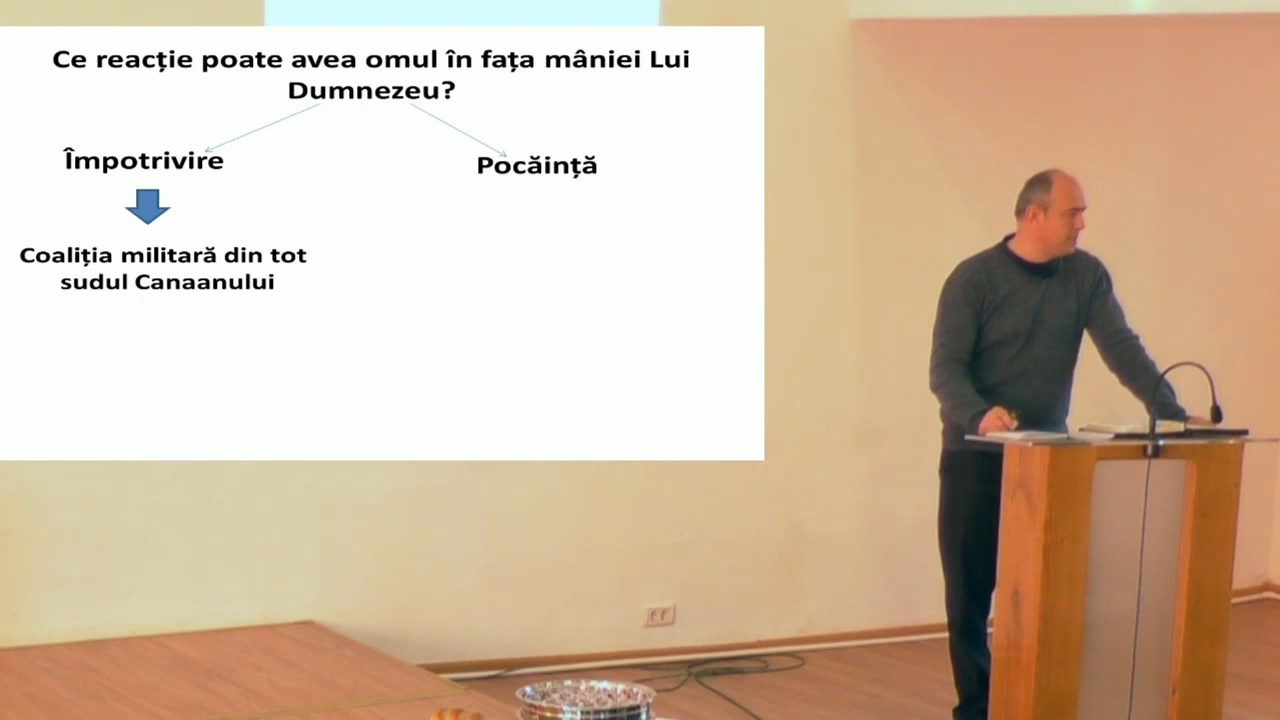 Ce reacție poate avea omul în fața mâniei Lui
Dumnezeu?
Împotrivire
Pocăință
Coaliția militară din tot
sudul Canaanului